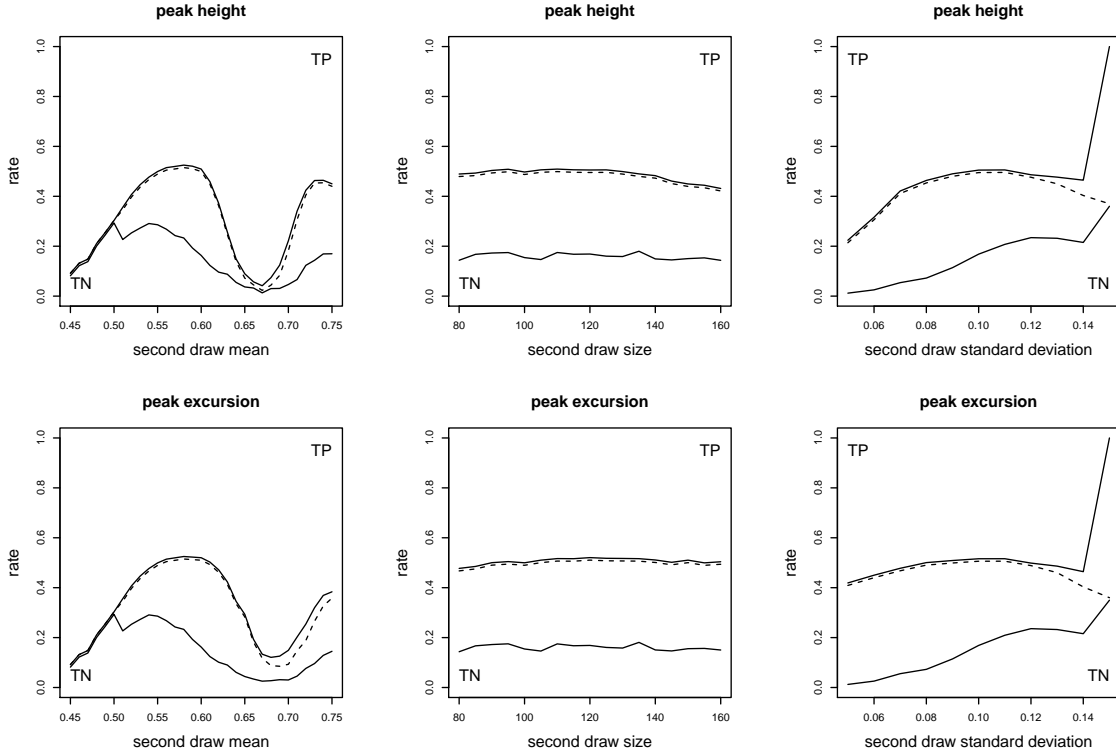 peak height
peak height
peak height
rate
0.0 0.2 0.4 0.6 0.8 1.0
TP
TN
0.45 0.50 0.55 0.60 0.65 0.70 0.75
second draw mean
rate
0.0 0.2 0.4 0.6 0.8 1.0
TP
TN
80 100 120 140 160
second draw size
rate
0.0 0.2 0.4 0.6 0.8 1.0
TP
TN
0.06 0.08 0.10 0.12 0.14
second draw standard deviation
peak excursion
peak excursion
peak excursion
rate
0.0 0.2 0.4 0.6 0.8 1.0
TP
TN
0.45 0.50 0.55 0.60 0.65 0.70 0.75
second draw mean
rate
0.0 0.2 0.4 0.6 0.8 1.0
TP
TN
80 100 120 140 160
second draw size
rate
0.0 0.2 0.4 0.6 0.8 1.0
TP
TN
0.06 0.08 0.10 0.12 0.14
second draw standard deviation